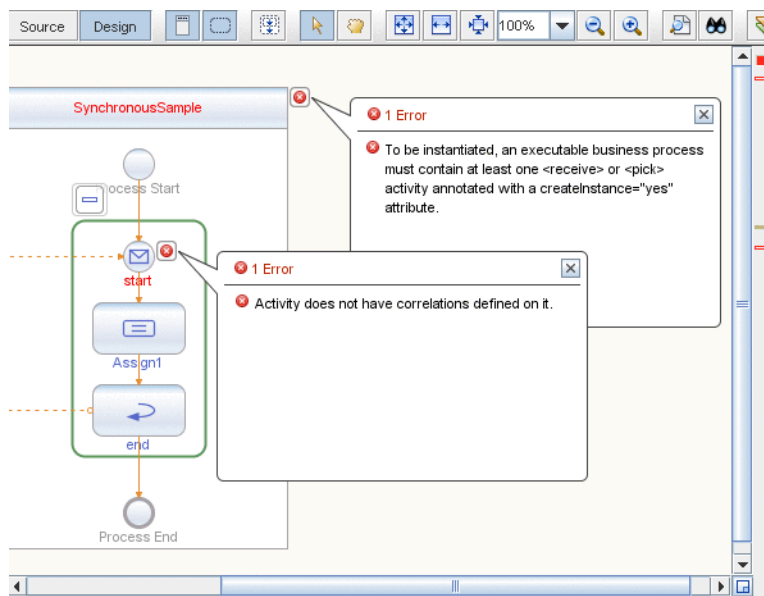 Source
Design
100%
SynchronousSample
1 Error
To be instantiated, an executable business process
must contain at least one <receive> or <pick>
activity annotated with a createInstance="yes"
attribute.
ocess Start
start
1 Error
Activity does not have correlations defined on it.
Assign1
end
Process End